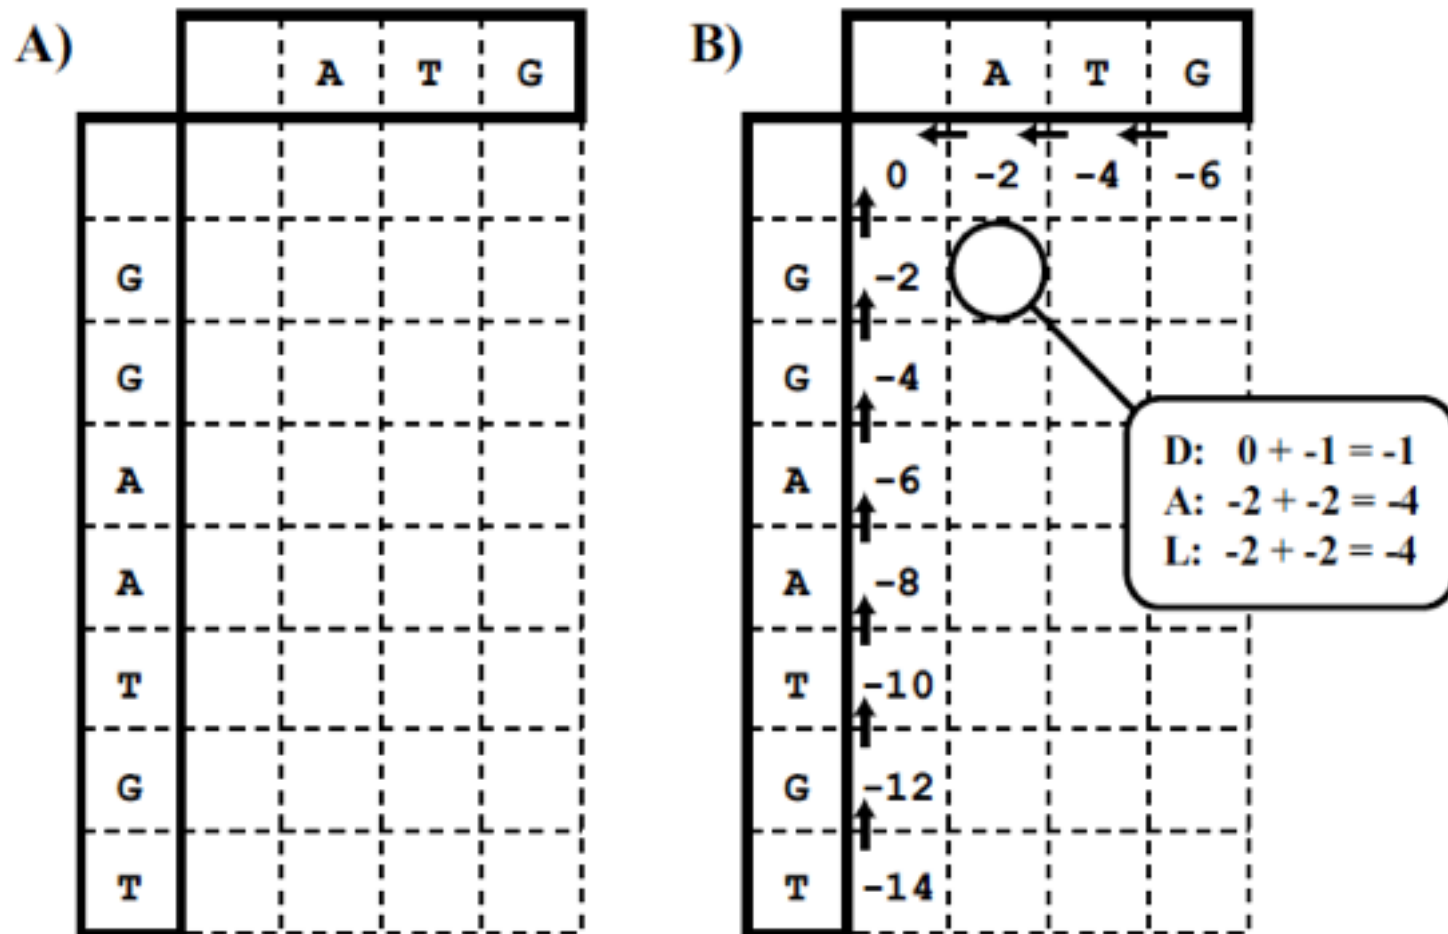 A)
A T G
G
G
A
A
T
G
T
B)
A T G
0 -2 -4 -6
G -2
G -4
A -6
A -8
T -10
G -12
T -14
D: 0 + -1 = -1
A: -2 + -2 = -4
L: -2 + -2 = -4